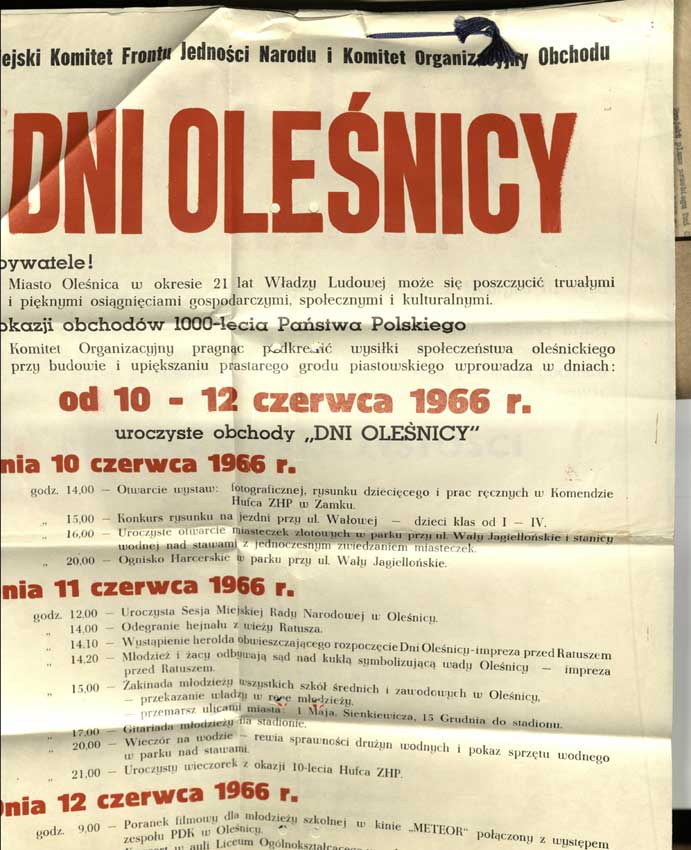 ejski Komitet Frontu Jedności Narodu i Komitet Organizacyjny Obchodu
DNI OLEŚNICY
bywatele!
Miasto Oleśnica w okresie 21 lat Władzy Ludowej może się poszczycić trwałymi
i pięknymi osiągnięciami gospodarczymi, społecznymi i kulturalnymi.
okazji obchodów 1000-lecia Państwa Polskiego
Komitet Organizacyjny pragnąc podkreślić wysiłki społeczeństwa oleśnickiego
przy budowie i upiększaniu prastarego grodu piastowskiego wprowadza w dniach:
od 10 - 12 czerwca 1966 r.
uroczyste obchody „DNI OLEŚNICY"
nia 10 czerwca 1966 r.
godz. 14,00 — Otwarcie wystaw: fotograficznej, rysunku dziecięcego i prac ręcznych w Komendzie
Hufca ZHP w Zamku.
„ 15,00 — Konkurs rysunku na jezdni przy ul. Wałowej — dzieci klas od I — IV.
„ 16,00 — Uroczyste otwarcie miasteczek zlotowych w parku przy ul. Wały Jagiellońskie i stanicy
wodnej nad stawami z jednoczesnym zwiedzaniem miasteczek.
„ 20,00 — Ognisko Harcerskie w parku przy ul. Wały Jagiellońskie.
nia 11 czerwca 1966 r.
godz. 12.00 — Uroczysta Sesja Miejskiej Rady Narodowej w Oleśnicy.
„ 14.00 — Odegranie hejnału z wieży Ratusza.
„ 14.10 — Wystąpienie herolda obwieszczającego rozpoczęcie Dni Oleśnicy-impreza przed Ratuszem
„ 14,20 — Młodzież i żacy odbywają sąd nad kukłą symbolizującą wady Oleśnicy — impreza
przed Ratuszem.
„ 15,00 — Żakinada młodzieży wszystkich szkół średnich i zawodowych w Oleśnicy,
— przekazanie władzy w ręce młodzieży,
— przemarsz ulicami miasta: 1 Maja, Sienkiewicza, 15 Grudnia do stadionu.
„ 17.00 — Gitariada młodzieży na stadionie.
„ 20,00 — Wieczór na wodzie — rewia sprawności drużyn wodnych i pokaz sprzętu wodnego
w parku nad stawami.
„ 21,00 — Uroczysty wieczorek z okazji 10-lecia Hufca ZHP.
nia 12 czerwca 1966 r.
godz. 9,00 — Poranek filmowy dla młodzieży szkolnej w kinie „METEOR" połączony z występem
zespołu PDK w Oleśnicy.
w auli Liceum